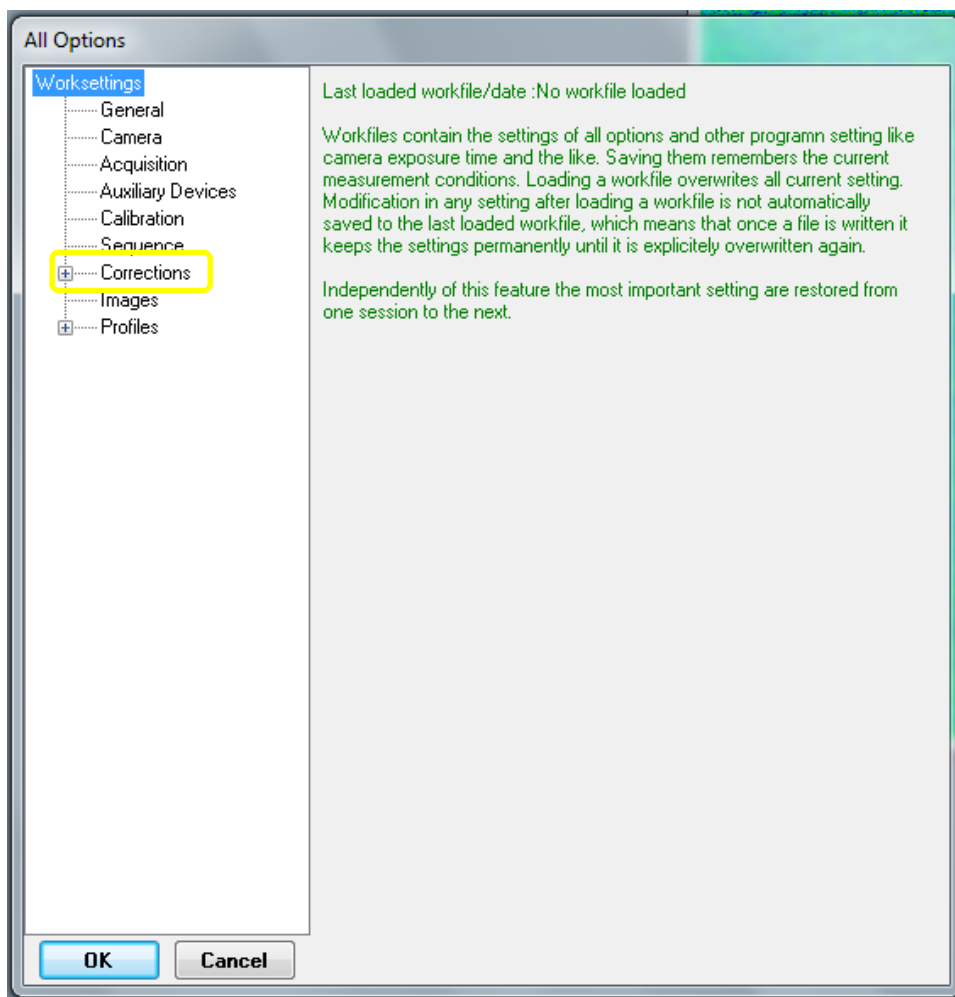 All Options
Worksettings
General
Camera
Acquisition
Auxiliary Devices
Calibration
Sequence
Corrections
Images
Profiles
Last loaded workfile/date :No workfile loaded
Workfiles contain the settings of all options and other programn setting like
camera exposure time and the like. Saving them remembers the current
measurement conditions. Loading a workfile overwrites all current setting.
Modification in any setting after loading a workfile is not automatically
saved to the last loaded workfile, which means that once a file is written it
keeps the settings permanently until it is explicitely overwritten again.
Independently of this feature the most important setting are restored from
one session to the next.
OK
Cancel